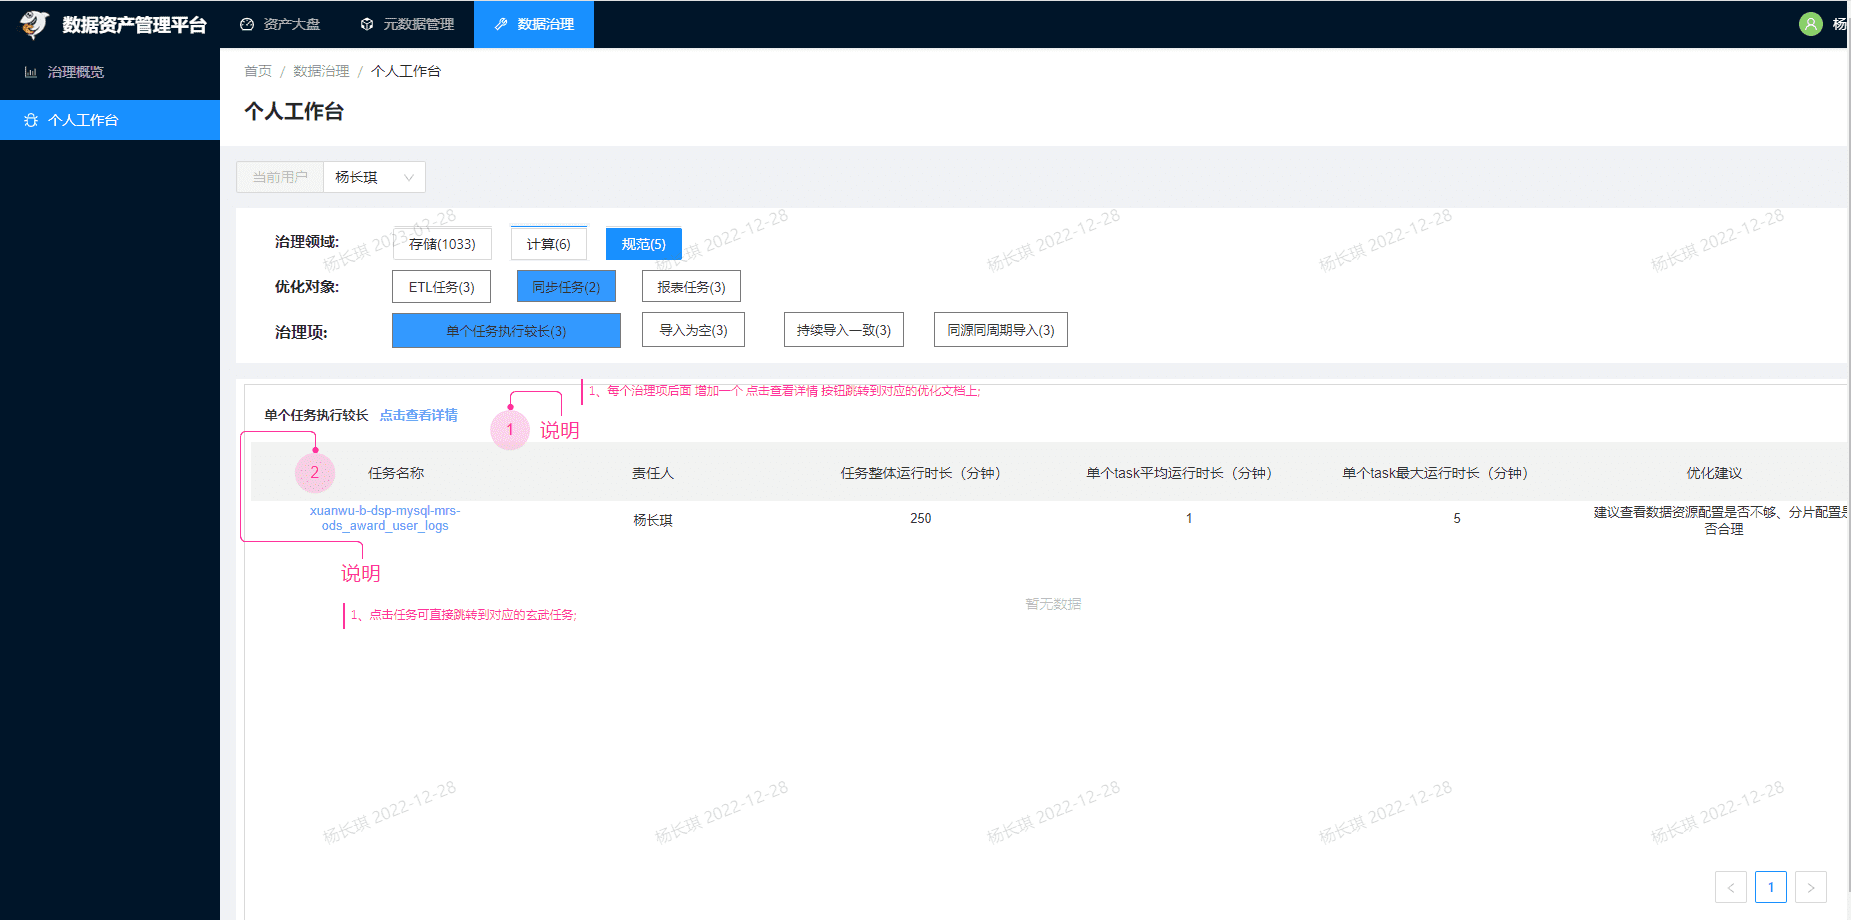 数据资产管理平台
资产大盘
元数据管理
数据治理
杨
治理概览
个人工作台
首页 / 数据治理 / 个人工作台
个人工作台
当前用户
杨长琪
治理领域:
存储(1033)
计算(6)
规范(5)
优化对象:
ETL任务(3)
同步任务(2)
报表任务(3)
治理项:
单个任务执行较长(3)
导入为空(3)
持续导入一致(3)
同源同周期导入(3)
杨长琪 2023-07-28
杨长琪 2022-12-28
杨长琪 2022-12-28
杨长琪 2022-12-28
杨长琪 2022-12-28
1、每个治理项后面 增加一个 点击查看详情 按钮跳转到对应的优化文档上;
单个任务执行较长 点击查看详情
1
说明
2
任务名称
责任人
任务整体运行时长（分钟）
单个task平均运行时长（分钟）
单个task最大运行时长（分钟）
优化建议
xuanwu-b-dsp-mysql-mrs-
ods_award_user_logs
杨长琪
250
1
5
建议查看数据资源配置是否不够、分片配置是
否合理
说明
1、点击任务可直接跳转到对应的玄武任务;
暂无数据
杨长琪 2022-12-28
杨长琪 2022-12-28
杨长琪 2022-12-28
杨长琪 2022-12-28
杨长琪 2022-12-28
< 1 >